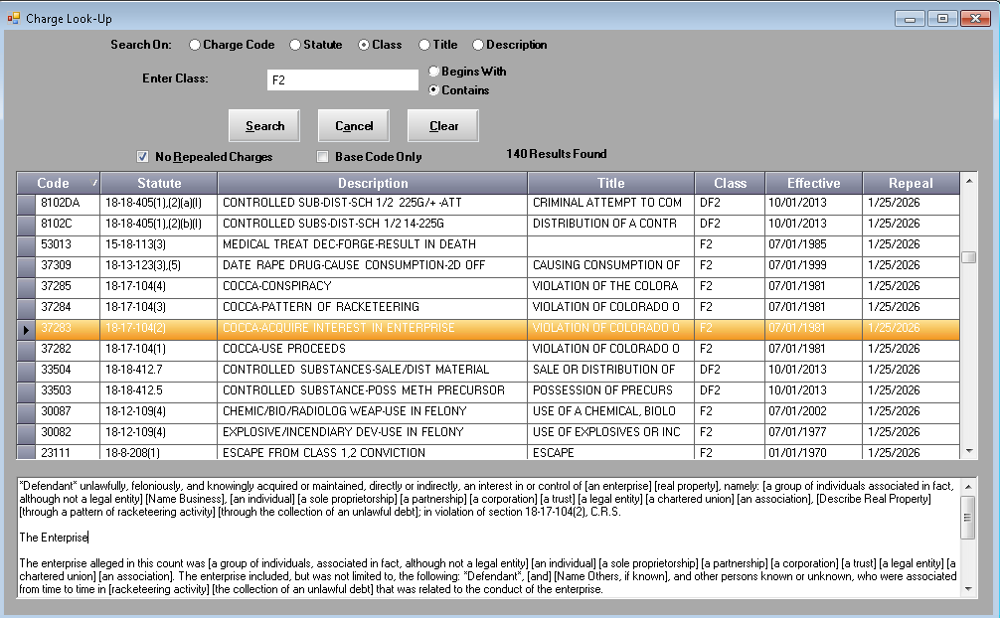 Charge Look-Up
Search On: Charge Code Statute Class Title Description
Enter Class: F2 Begins With
Contains
Search Cancel Clear
No Repealed Charges Base Code Only 140 Results Found
Code Statute Description Title Class Effective Repeal
8102DA 18-18-405(1),(2)(a)(I) CONTROLLED SUB-DIST-SCH 1/2 225G/+ -ATT CRIMINAL ATTEMPT TO COM DF2 10/01/2013 1/25/2026
8102C 18-18-405(1),(2)(b)(I) CONTROLLED SUBS-DIST-SCH 1/2 14-225G DISTRIBUTION OF A CONTR DF2 10/01/2013 1/25/2026
53013 15-18-113(3) MEDICAL TREAT DEC-FORGE-RESULT IN DEATH F2 07/01/1985 1/25/2026
37309 18-13-123(3),(5) DATE RAPE DRUG-CAUSE CONSUMPTION-2D OFF CAUSING CONSUMPTION OF F2 07/01/1999 1/25/2026
37285 18-17-104(4) COCCA-CONSPIRACY VIOLATION OF THE COLORA F2 07/01/1981 1/25/2026
37284 18-17-104(3) COCCA-PATTERN OF RACKETEERING VIOLATION OF COLORADO O F2 07/01/1981 1/25/2026
37283 18-17-104(2) COCCA-ACQUIRE INTEREST IN ENTERPRISE VIOLATION OF COLORADO O F2 07/01/1981 1/25/2026
37282 18-17-104(1) COCCA-USE PROCEEDS VIOLATION OF COLORADO O F2 07/01/1981 1/25/2026
33504 18-18-412.7 CONTROLLED SUBSTANCES-SALE/DIST MATERIAL SALE OR DISTRIBUTION OF DF2 10/01/2013 1/25/2026
33503 18-18-412.5 CONTROLLED SUBSTANCE-POSS METH PRECURSOR POSSESSION OF PRECURS DF2 10/01/2013 1/25/2026
30087 18-12-109(4) CHEMIC/BIO/RADIOLOG WEAP-USE IN FELONY USE OF A CHEMICAL, BIOLO F2 07/01/2002 1/25/2026
30082 18-12-109(4) EXPLOSIVE/INCENDIARY DEV-USE IN FELONY USE OF EXPLOSIVES OR INC F2 07/01/1977 1/25/2026
23111 18-8-208(1) ESCAPE FROM CLASS 1,2 CONVICTION ESCAPE F2 01/01/1970 1/25/2026
*Defendant* unlawfully, feloniously, and knowingly acquired or maintained, directly or indirectly, an interest in or control of [an enterprise] [real property], namely: [a group of individuals associated in fact,
although not a legal entity] [Name Business], [an individual] [a sole proprietorship] [a partnership] [a corporation] [a trust] [a legal entity] [a chartered union] [an association], [Describe Real Property]
[through a pattern of racketeering activity] [through the collection of an unlawful debt]; in violation of section 18-17-104(2), C.R.S.
The Enterprise
The enterprise alleged in this count was [a group of individuals, associated in fact, although not a legal entity] [an individual] [a sole proprietorship] [a partnership] [a corporation] [a trust] [a legal entity] [a
chartered union] [an association]. The enterprise included, but was not limited to, the following: *Defendant*, [and] [Name Others, if known], and other persons known or unknown, who were associated
from time to time in [racketeering activity] [the collection of an unlawful debt] that was related to the conduct of the enterprise.